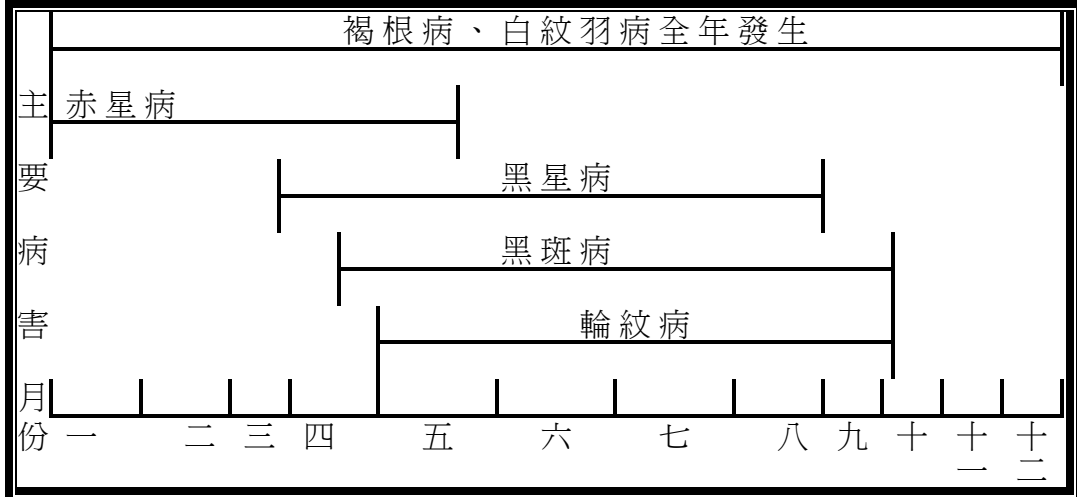 褐根病、白紋羽病全年發生
主 赤星病
要 黑星病
病 黑斑病
害 輪紋病
月
份 一 二 三 四 五 六 七 八 九 十 十一 十二